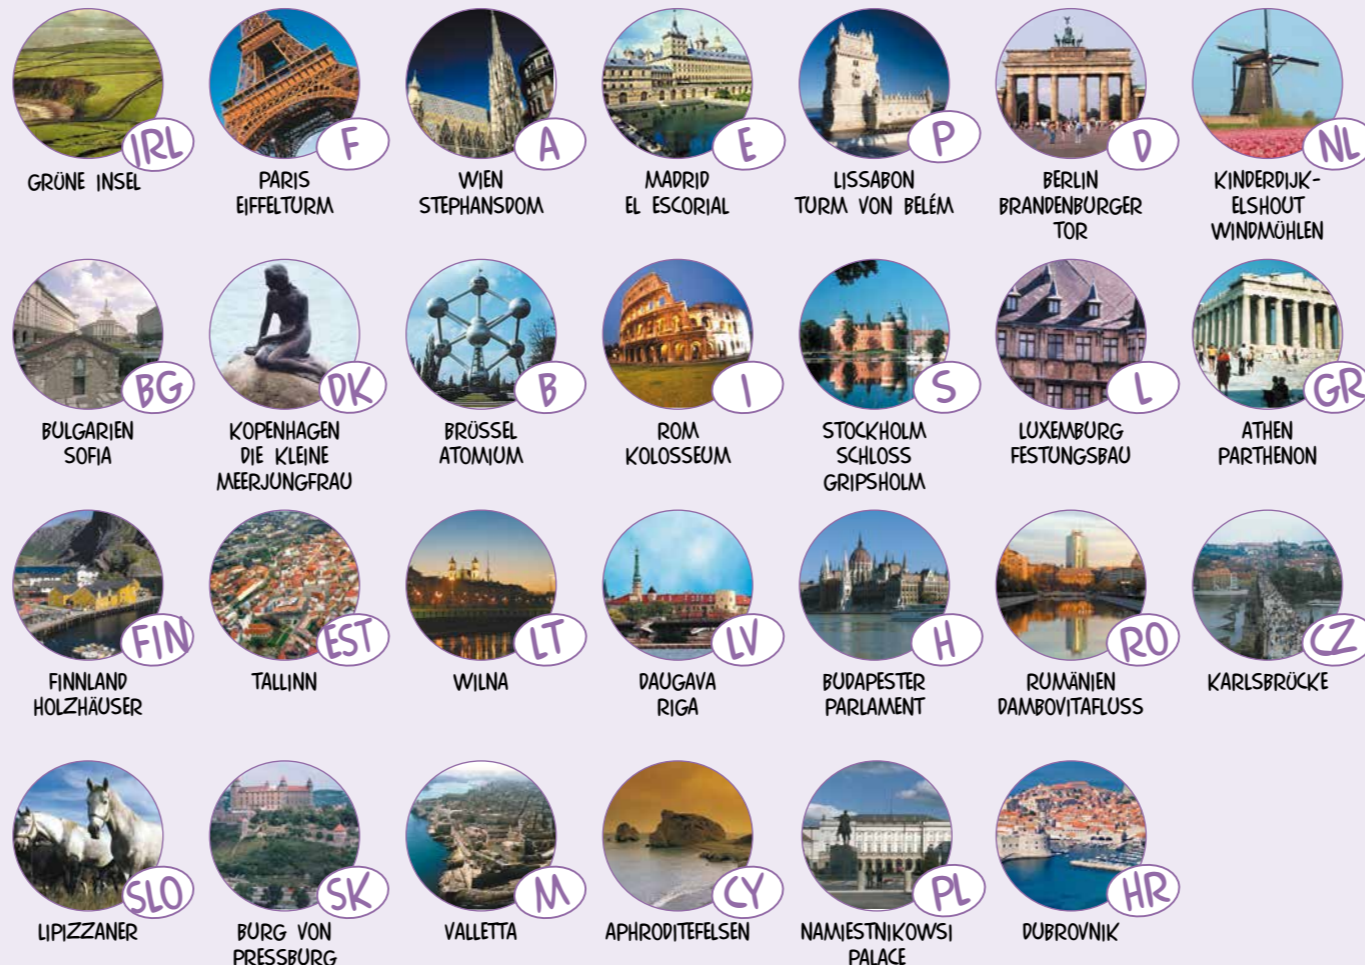 IRL
GRÜNE INSEL
F
PARIS
EIFFELTURM
A
WIEN
STEPHANSDOM
E
MADRID
EL ESCORIAL
P
LISSABON
TURM VON BELÉM
D
BERLIN
BRANDENBURGER
TOR
NL
KINDERDIJK-
ELSHOUT
WINDMÜHLEN
BG
BULGARIEN
SOFIA
DK
KOPENHAGEN
DIE KLEINE
MEERJUNGFRAU
B
BRÜSSEL
ATOMIUM
I
ROM
KOLOSSEUM
S
STOCKHOLM
SCHLOSS
GRIPSHOLM
L
LUXEMBURG
FESTUNGSBAU
GR
ATHEN
PARTHENON
FIN
FINNLAND
HOLZHÄUSER
EST
TALLINN
LT
WILNA
LV
DAUGAVA
RIGA
H
BUDAPESTER
PARLAMENT
RO
RUMÄNIEN
DAMBOVITAFLUSS
CZ
KARLSBRÜCKE
SLO
LIPIZZANER
SK
BURG VON
PRESSBURG
M
VALLETTA
CY
APHRODITEFELSEN
PL
NAMIESTNIKOWSI
PALACE
HR
DUBROVNIK